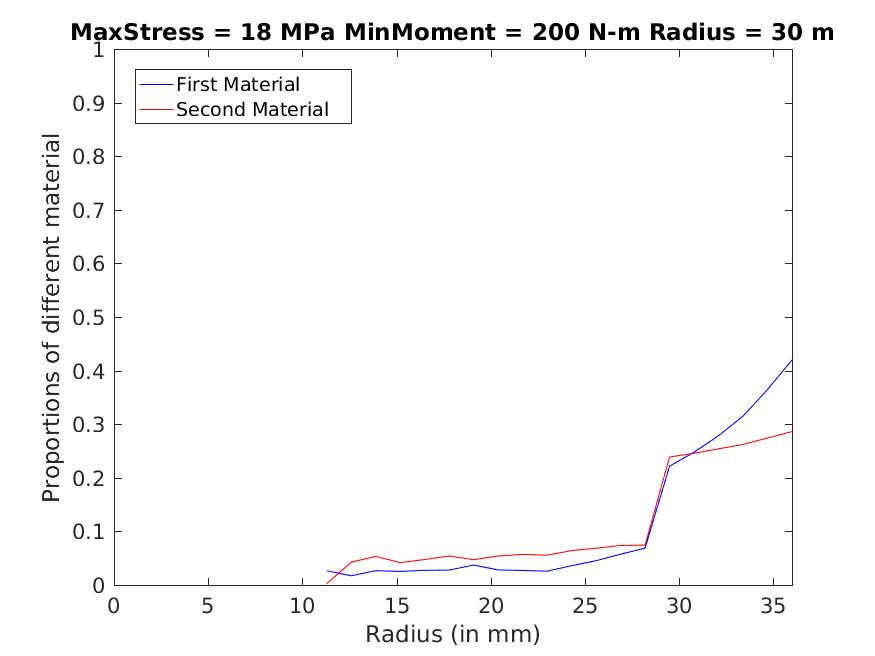 MaxStress = 18 MPa MinMoment = 200 N-m Radius = 30 m
1
First Material
Second Material
0.9
0.8
0.7
0.6
0.5
0.4
0.3
0.2
0.1
0
Proportions of different material
0 5 10 15 20 25 30 35
Radius (in mm)